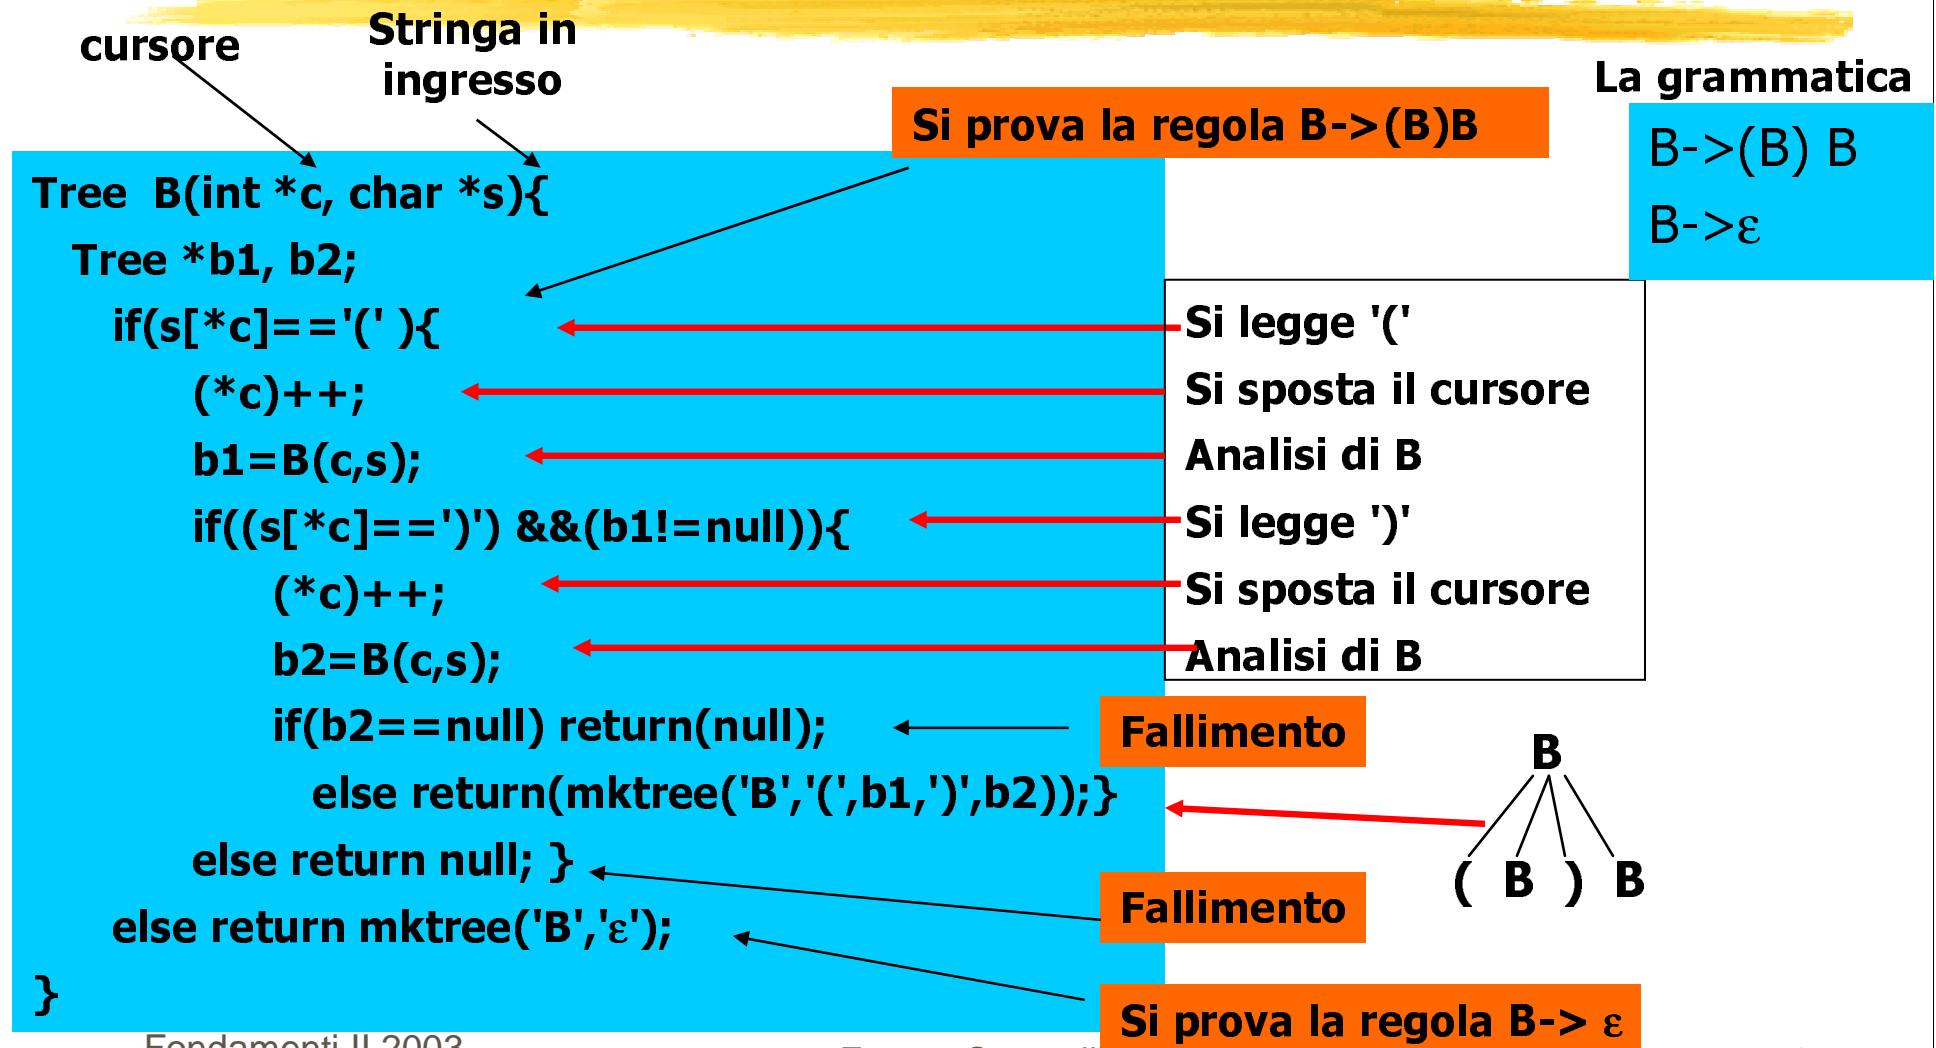 cursore
Stringa in
ingresso
La grammatica
Si prova la regola B->(B)B
B->(B) B
B->ε
Tree  B(int *c, char *s){
Tree *b1, b2;
if(s[*c]=='(' ){
(*c)++;
b1=B(c,s);
if((s[*c]==')') &&(b1!=null)){
(*c)++;
b2=B(c,s);
if(b2==null) return(null);
else return(mktree('B','(',b1,')',b2));}
else return null; }
else return mktree('B','ε');
}
Si legge '('
Si sposta il cursore
Analisi di B
Si legge ')'
Si sposta il cursore
Analisi di B
Fallimento
B
( B ) B
Fallimento
Si prova la regola B-> ε
Fondamenti II 2003